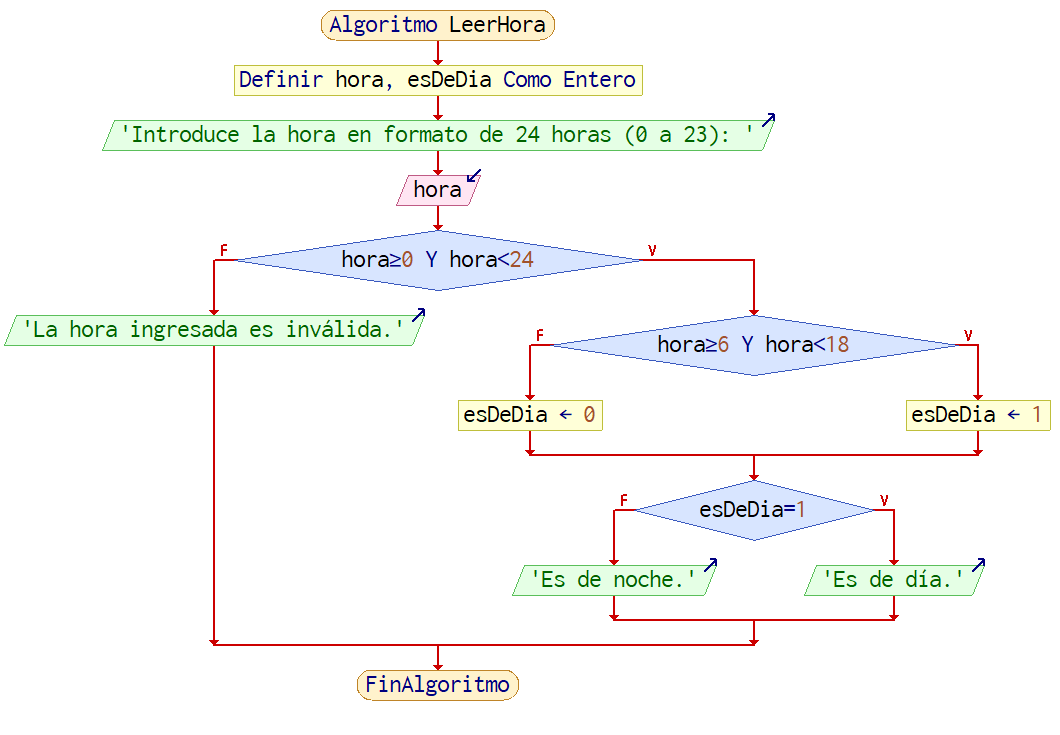 Algoritmo LeerHora
Definir hora, esDeDia Como Entero
'Introduce la hora en formato de 24 horas (0 a 23): '
hora
F
hora≥0 Y hora<24
V
'La hora ingresada es inválida.'
F
hora≥6 Y hora<18
V
esDeDia ← 0
esDeDia ← 1
F
esDeDia=1
V
'Es de noche.'
'Es de día.'
FinAlgoritmo